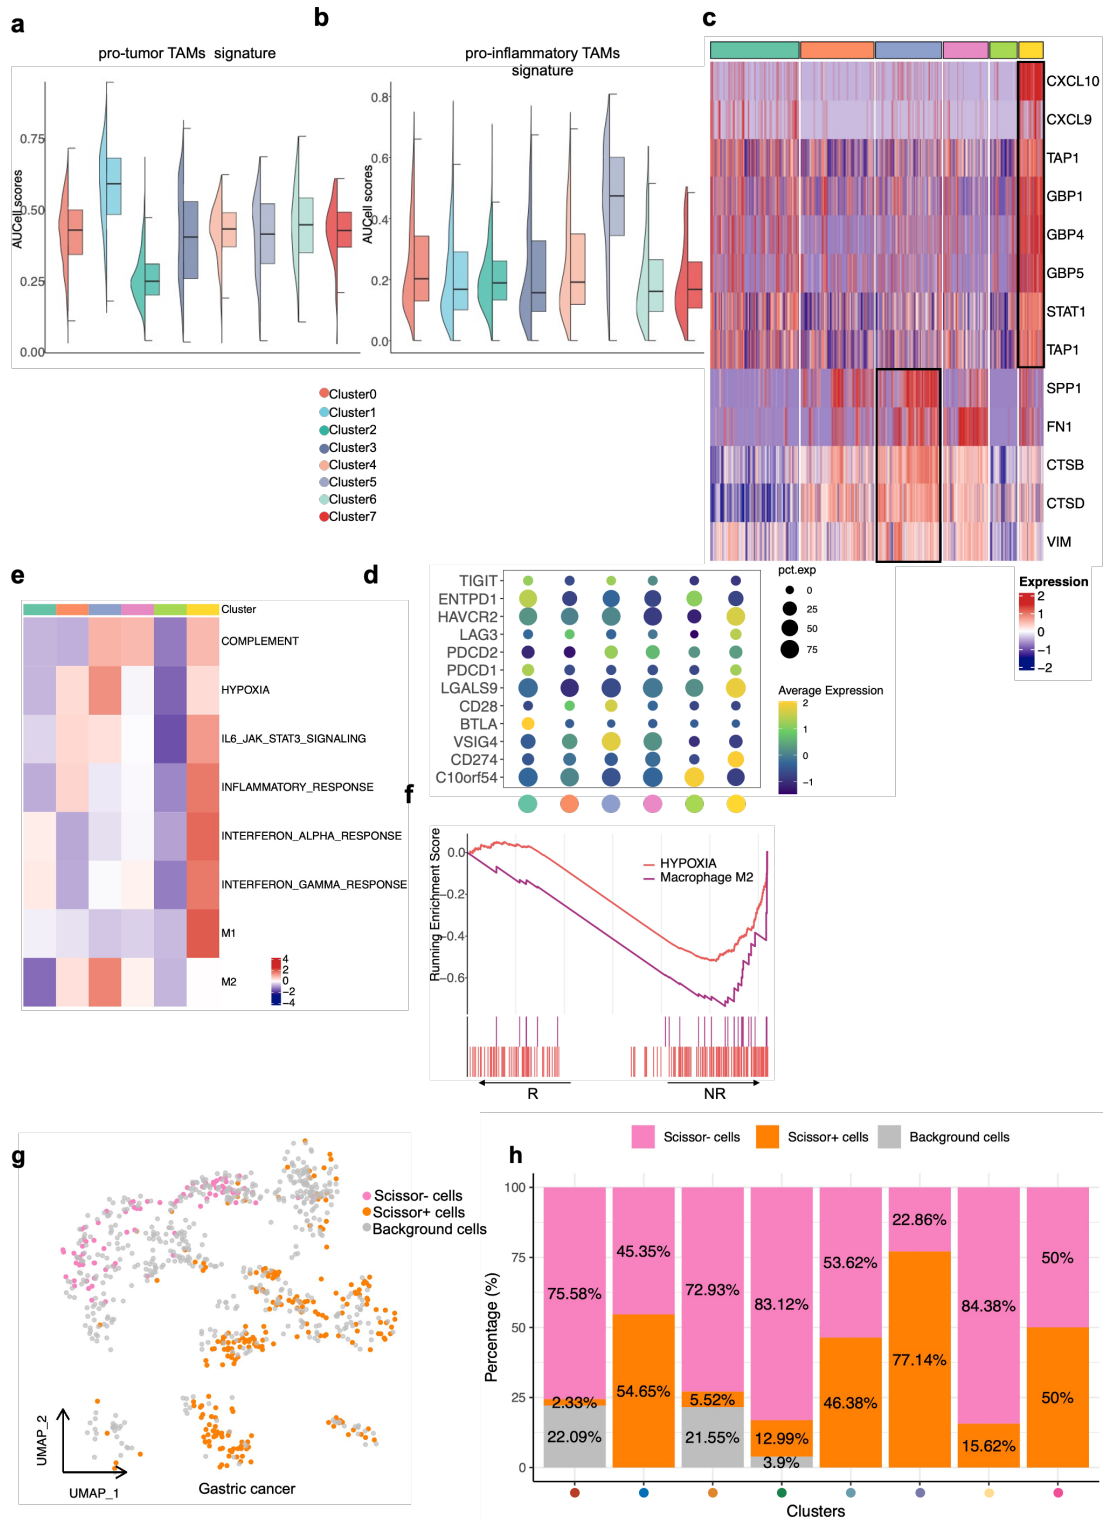 a
pro-tumor TAMs signature
AUCell scores
0.75
0.50
0.25
0.00
b
pro-inflammatory TAMs
signature
AUCell scores
0.8
0.6
0.4
0.2
0.0
Cluster0
Cluster1
Cluster2
Cluster3
Cluster4
Cluster5
Cluster6
Cluster7
c
CXCL10
CXCL9
TAP1
GBP1
GBP4
GBP5
STAT1
TAP1
SPP1
FN1
CTSB
CTSD
VIM
Expression
2
1
0
−1
−2
e
Cluster
COMPLEMENT
HYPOXIA
IL6_JAK_STAT3_SIGNALING
INFLAMMATORY_RESPONSE
INTERFERON_ALPHA_RESPONSE
INTERFERON_GAMMA_RESPONSE
M1
M2
4
2
0
−2
−4
d
TIGIT
ENTPD1
HAVCR2
LAG3
PDCD2
PDCD1
LGALS9
CD28
BTLA
VSIG4
CD274
C10orf54
pct.exp
0
25
50
75
Average Expression
2
1
0
−1
f
Running Enrichment Score
0.0
−0.2
−0.4
−0.6
HYPOXIA
Macrophage M2
R
NR
g
Scissor- cells
Scissor+ cells
Background cells
UMAP_2
UMAP_1
Gastric cancer
h
Scissor- cells
Scissor+ cells
Background cells
Percentage (%)
100
75
50
25
0
75.58%
2.33%
22.09%
45.35%
54.65%
72.93%
5.52%
21.55%
83.12%
12.99%
3.9%
53.62%
46.38%
22.86%
77.14%
84.38%
15.62%
50%
50%
Clusters